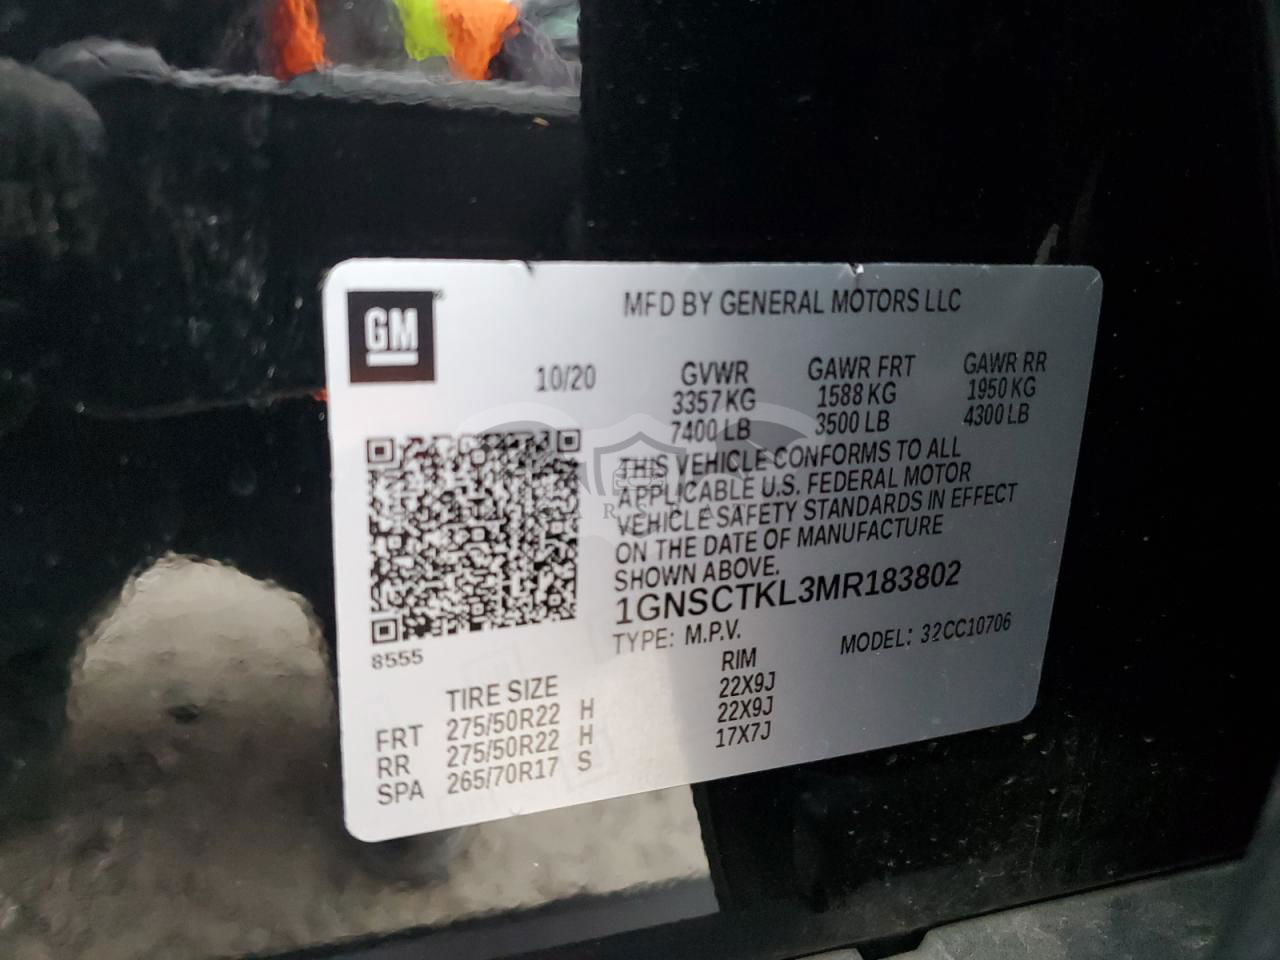 GM
MFD BY GENERAL MOTORS LLC
10/20
GVWR
3357 KG
7400 LB
GAWR FRT
1588 KG
3500 LB
GAWR RR
1950 KG
4300 LB
THIS VEHICLE CONFORMS TO ALL
APPLICABLE U.S. FEDERAL MOTOR
VEHICLE SAFETY STANDARDS IN EFFECT
ON THE DATE OF MANUFACTURE
SHOWN ABOVE.
1GNSCTKL3MR183802
TYPE: M.P.V. MODEL: 32CC10706
8555
TIRE SIZE RIM
FRT 275/50R22 H 22X9J
RR 275/50R22 H 22X9J
SPA 265/70R17 S 17X7J